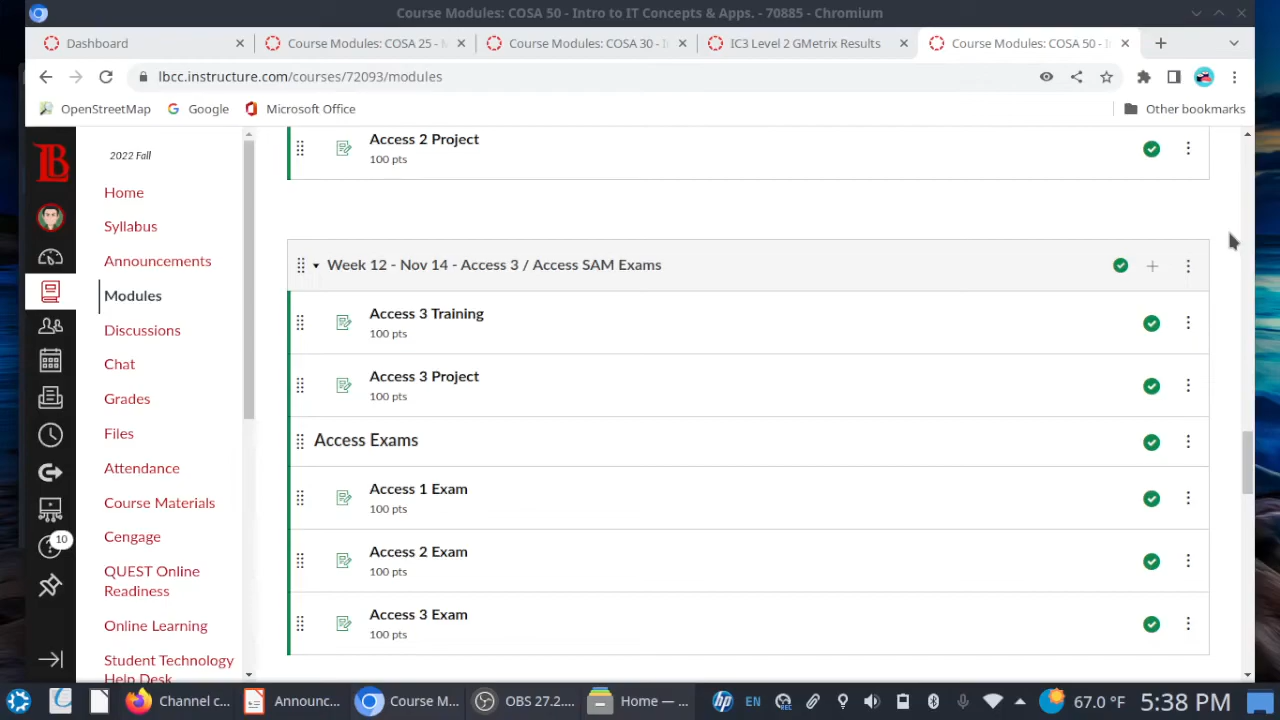 Course Modules: COSA 50 - Intro to IT Concepts & Apps. - 70885 - Chromium
Dashboard
Course Modules: COSA 25 -
Course Modules: COSA 30 - I
IC3 Level 2 GMetrix Results
Course Modules: COSA 50 - I
lbcc.instructure.com/courses/72093/modules
OpenStreetMap
Google
Microsoft Office
Other bookmarks
LB
2022 Fall
Home
Syllabus
Announcements
Modules
Discussions
Chat
Grades
Files
Attendance
Course Materials
Cengage
QUEST Online
Readiness
Online Learning
Student Technology
Help Desk
10
Access 2 Project
100 pts
Week 12 - Nov 14 - Access 3 / Access SAM Exams
Access 3 Training
100 pts
Access 3 Project
100 pts
Access Exams
Access 1 Exam
100 pts
Access 2 Exam
100 pts
Access 3 Exam
100 pts
Channel c...
Announc...
Course M...
OBS 27.2....
Home — ...
hp
EN
67.0 °F
5:38 PM